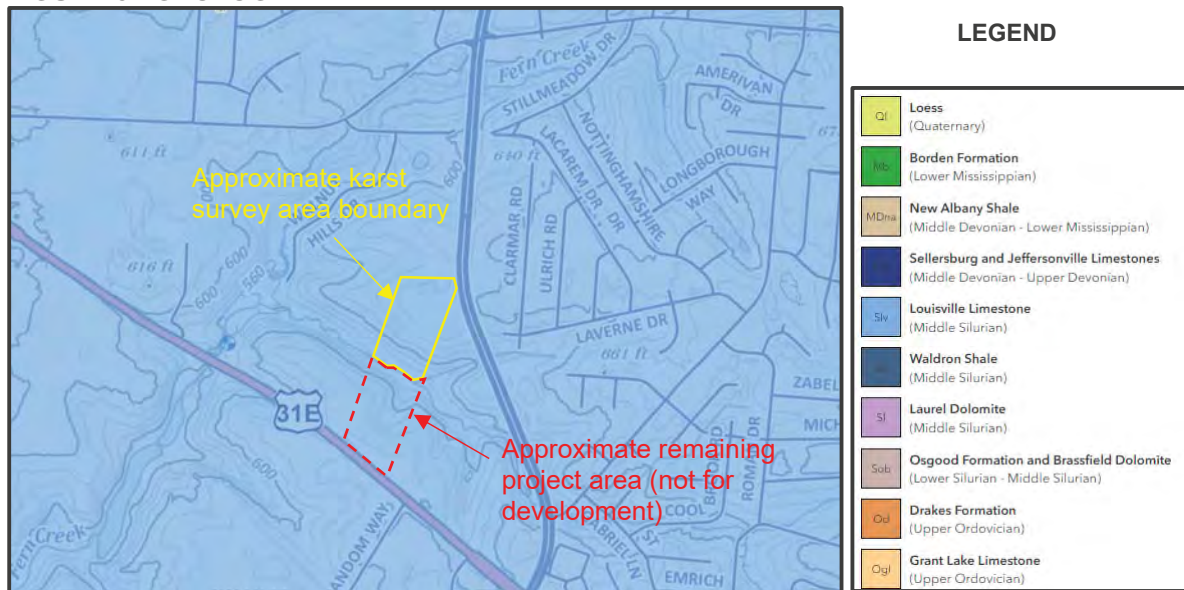 Fern Creek
STILLMEADOW DR
AMERIVAN
DR
NOTTINGHAMSHIRE
LACAREM DR
DR
LONGBOROUGH
WAY
611 ft
640 ft
600
Approximate karst
survey area boundary
HILLS
CLARMAR RD
ULRICH RD
616 ft
600
560
600
LAVERNE DR
661 ft
31E
ZABEL
MICH
ROMA DR
Approximate remaining
project area (not for
development)
600
COOL
ST
Fern Creek
EMRICH
LEGEND
Ql
Loess
(Quaternary)
Borden Formation
(Lower Mississippian)
MDna
New Albany Shale
(Middle Devonian - Lower Mississippian)
Sellersburg and Jeffersonville Limestones
(Middle Devonian - Upper Devonian)
Slv
Louisville Limestone
(Middle Silurian)
Waldron Shale
(Middle Silurian)
Sl
Laurel Dolomite
(Middle Silurian)
Sob
Osgood Formation and Brassfield Dolomite
(Lower Silurian - Middle Silurian)
Od
Drakes Formation
(Upper Ordovician)
Ogl
Grant Lake Limestone
(Upper Ordovician)